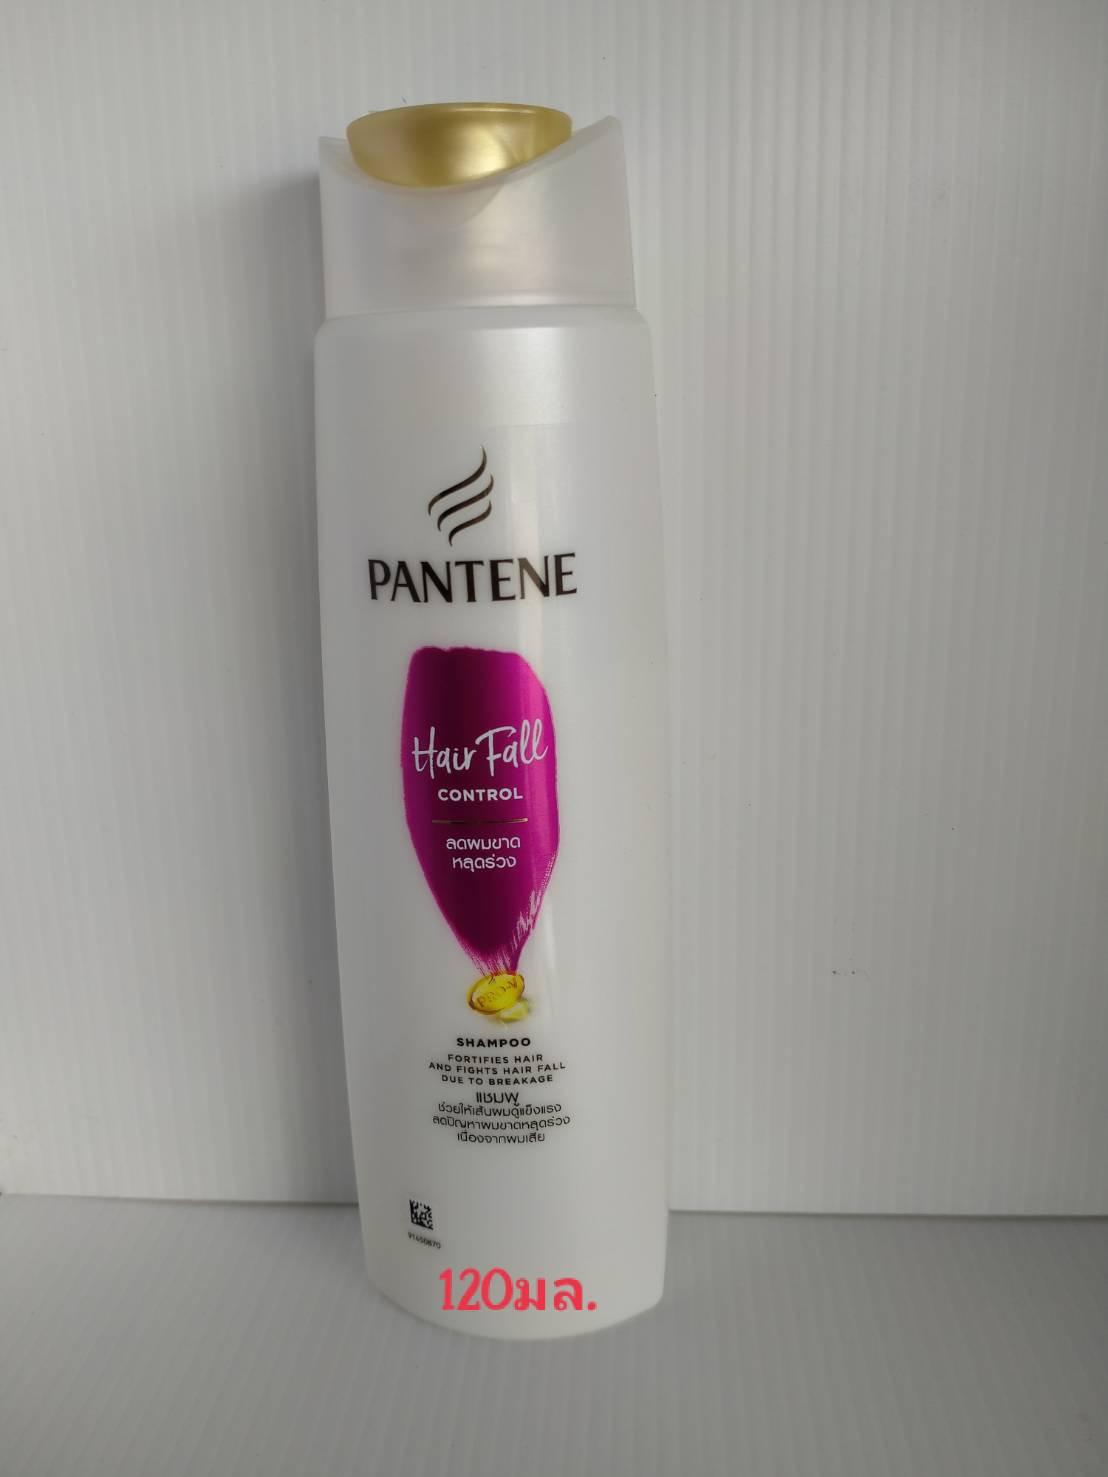 PANTENE
Hair Fall
CONTROL
ลดผมขาด
หลุดร่วง
PRO-V
SHAMPOO
FORTIFIES HAIR
AND FIGHTS HAIR FALL
DUE TO BREAKAGE
แชมพู
ช่วยให้เส้นผมดูแข็งแรง
ลดปัญหาผมขาดหลุดร่วง
เนื่องจากผมเสีย
91450870
120มล.